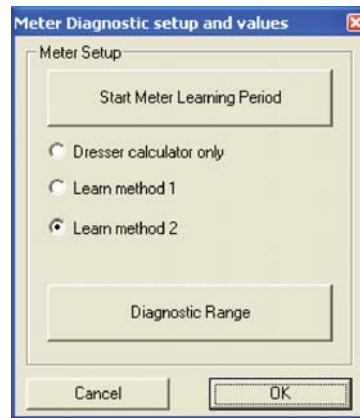 Meter Diagnostic setup and values
Meter Setup
Start Meter Learning Period
Dresser calculator only
Learn method 1
Learn method 2
Diagnostic Range
Cancel
OK